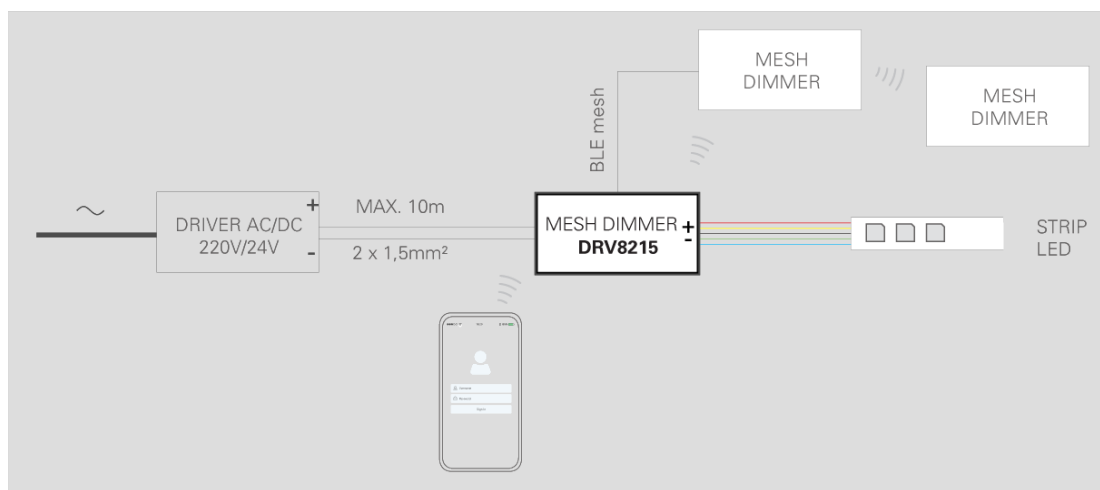 MESH
DIMMER
MESH
DIMMER
BLE mesh
DRIVER AC/DC
220V/24V
+
-
MAX. 10m
2 x 1,5mm²
MESH DIMMER
DRV8215
+
-
STRIP
LED